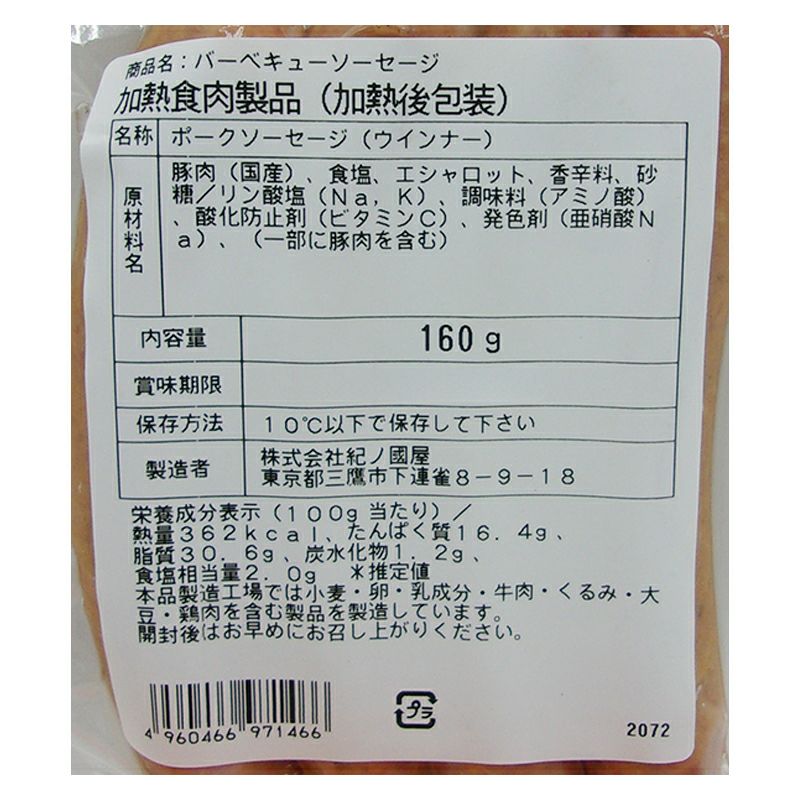 商品名：バーベキューソーセージ
加熱食肉製品（加熱後包装）
名称 ポークソーセージ（ウインナー）
原材料名
豚肉（国産）、食塩、エシャロット、香辛料、砂
糖／リン酸塩（Ｎａ，Ｋ）、調味料（アミノ酸）
、酸化防止剤（ビタミンＣ）、発色剤（亜硝酸Ｎ
ａ）、（一部に豚肉を含む）
内容量 160g
賞味期限
保存方法 １０℃以下で保存して下さい
製造者 株式会社紀ノ國屋
東京都三鷹市下連雀８－９－１８
栄養成分表示（１００g当たり）／
熱量３６２kcal、たんぱく質１６．４g、
脂質３０．６g、炭水化物１．２g、
食塩相当量２．０g　＊推定値
本品製造工場では小麦・卵・乳成分・牛肉・くるみ・大
豆・鶏肉を含む製品を製造しています。
開封後はお早めにお召し上がりください。
4 960466 971466
プラ
2072